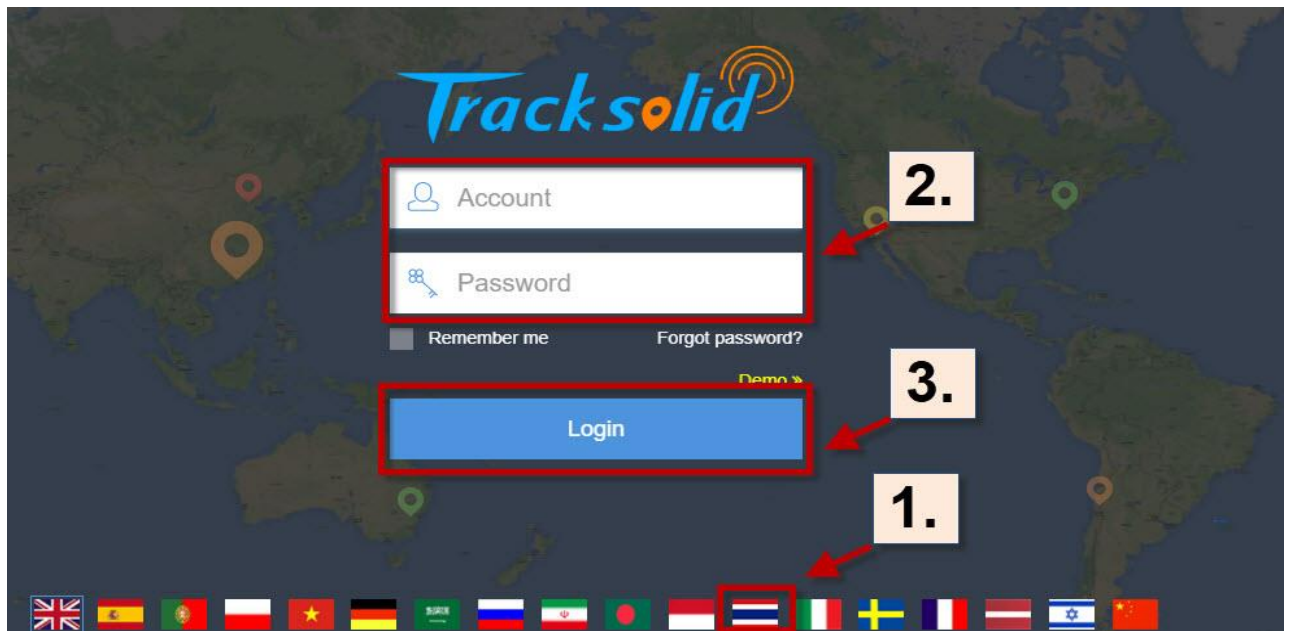 Tracksolid
Account
2.
Password
Remember me Forgot password?
Demo »
3.
Login
1.